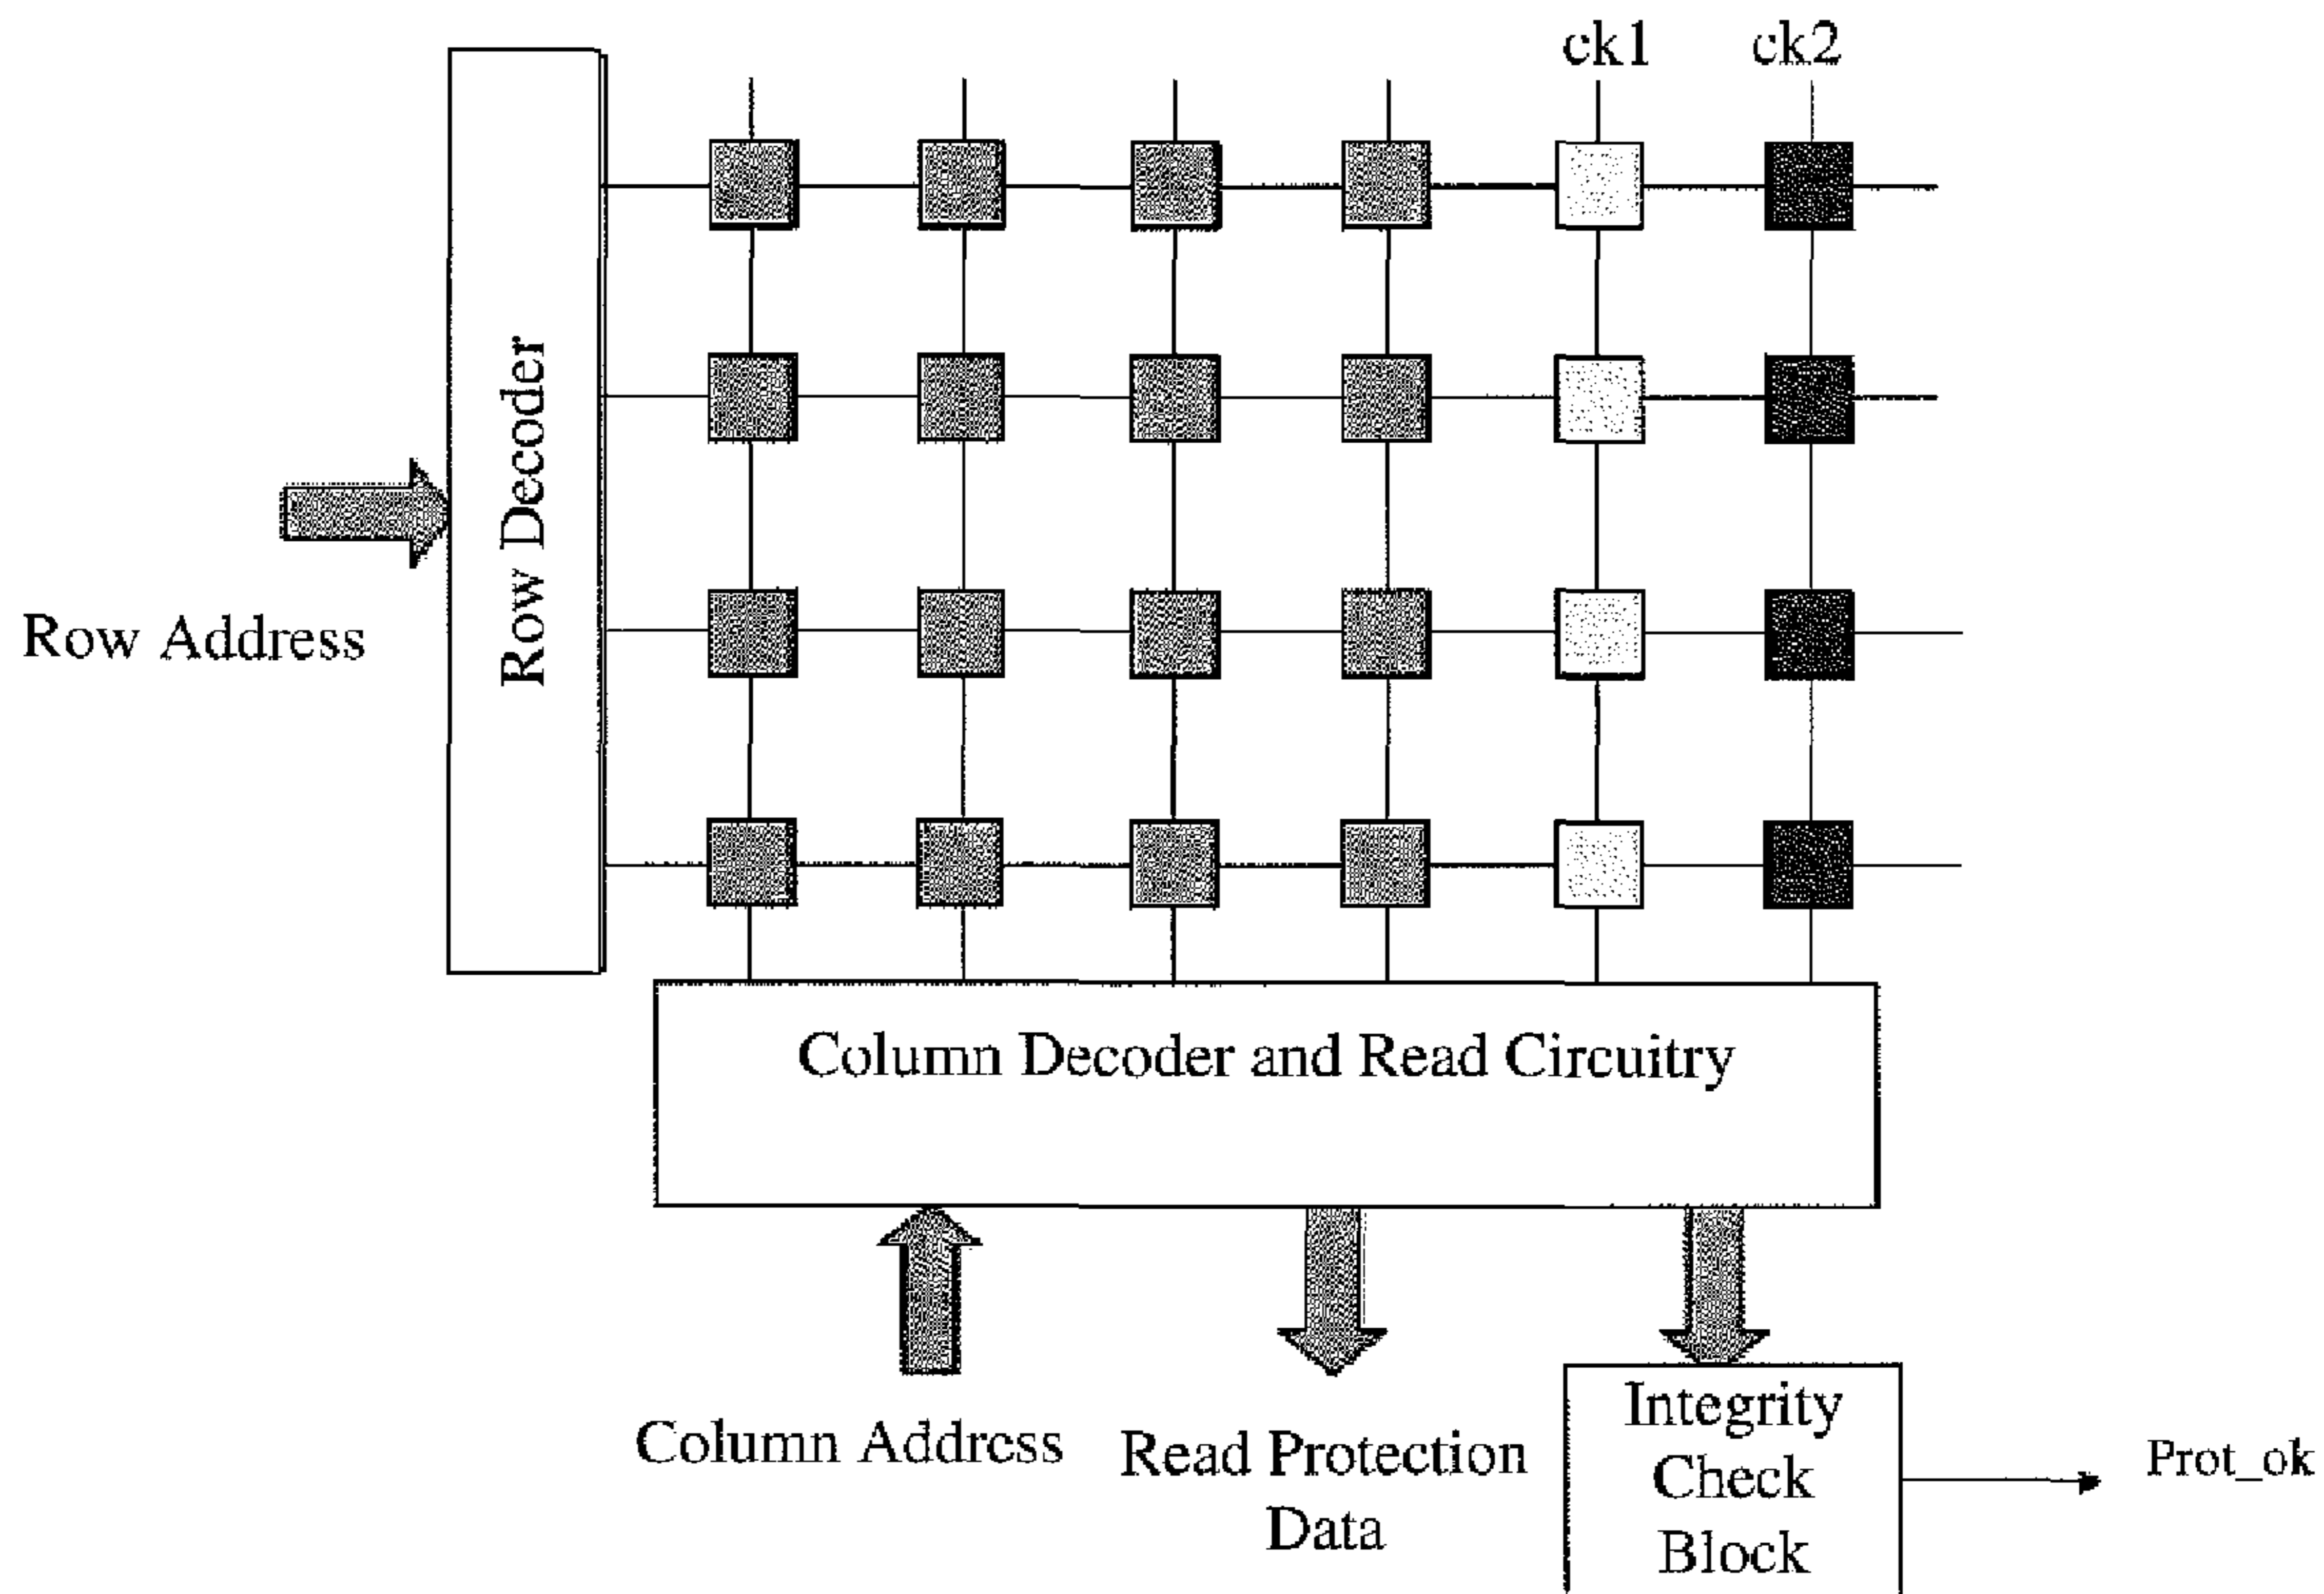 ck1 ck2
Row Decoder
Row Address
Column Decoder and Read Circuitry
Column Address
Read Protection
Data
Integrity
Check
Block
Prot_ok